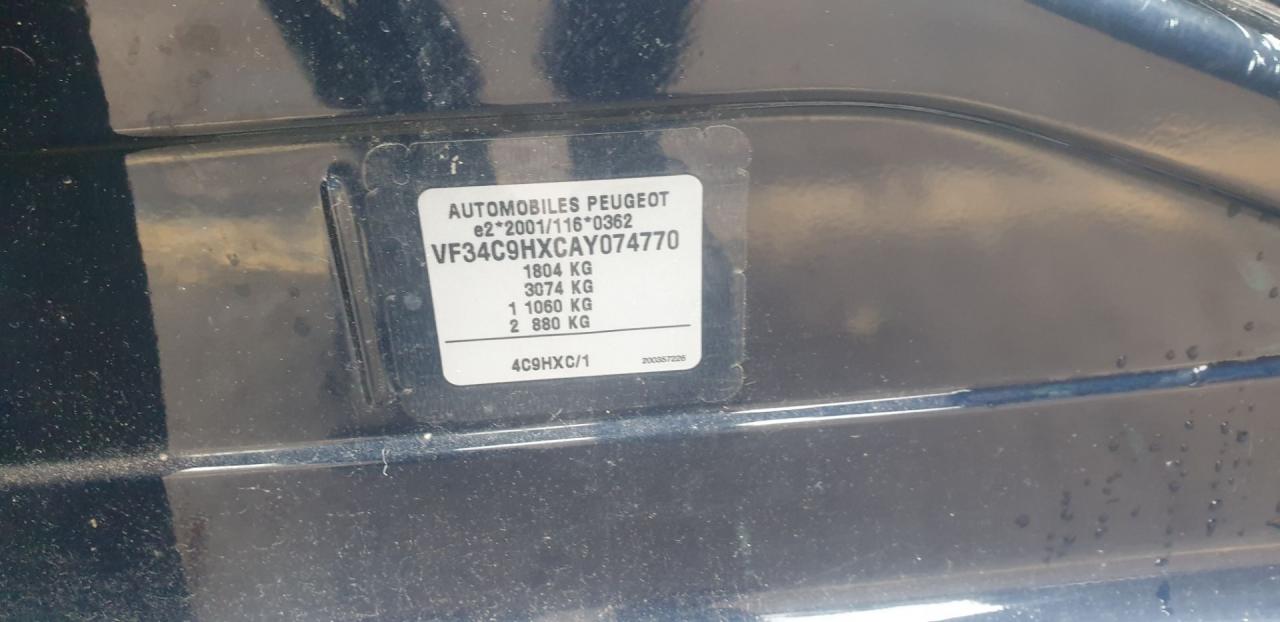 AUTOMOBILES PEUGEOT
e2*2001/116*0362
VF34C9HXCAY074770
1804 KG
3074 KG
1 1060 KG
2 880 KG
4C9HXC/1 200357226